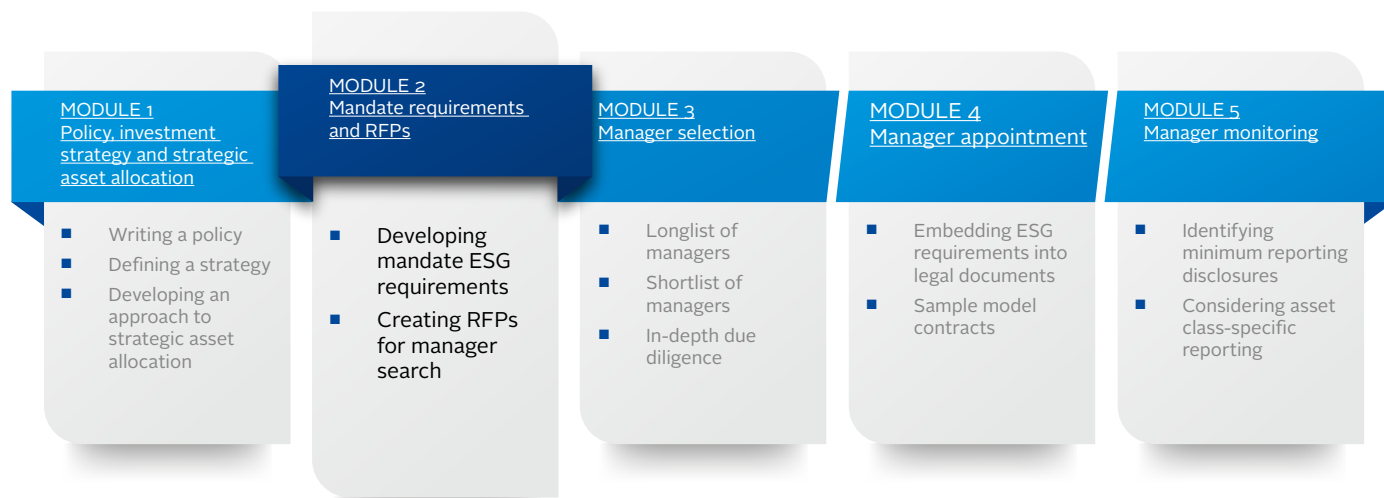 MODULE 1
Policy, investment
strategy and strategic
asset allocation
Writing a policy
Defining a strategy
Developing an
approach to
strategic asset
allocation
MODULE 2
Mandate requirements
and RFPs
Developing
mandate ESG
requirements
Creating RFPs
for manager
search
MODULE 3
Manager selection
Longlist of
managers
Shortlist of
managers
In-depth due
diligence
MODULE 4
Manager appointment
Embedding ESG
requirements into
legal documents
Sample model
contracts
MODULE 5
Manager monitoring
Identifying
minimum reporting
disclosures
Considering asset
class-specific
reporting